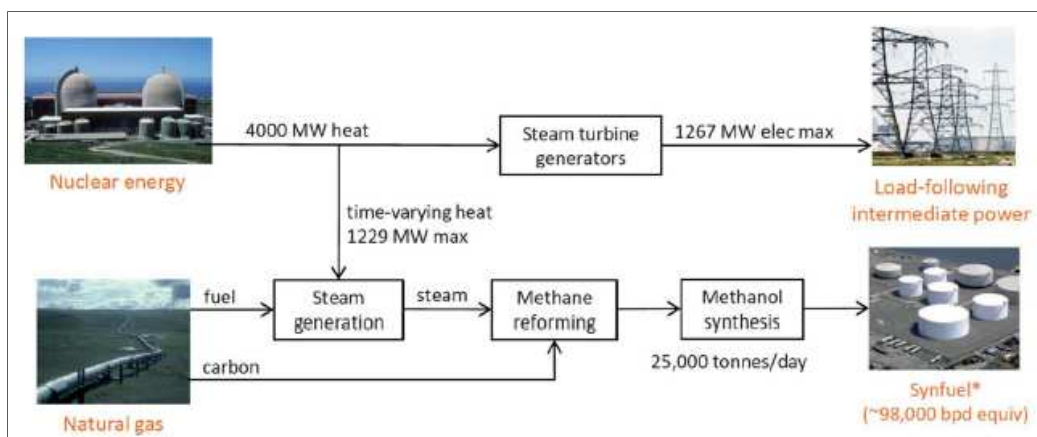 4000 MW heat
Steam turbine
generators
1267 MW elec max
Nuclear energy
Load-following
intermediate power
time-varying heat
1229 MW max
fuel
Steam
generation
steam
Methane
reforming
Methanol
synthesis
carbon
25,000 tonnes/day
Natural gas
Synfuel*
(~98,000 bpd equiv)